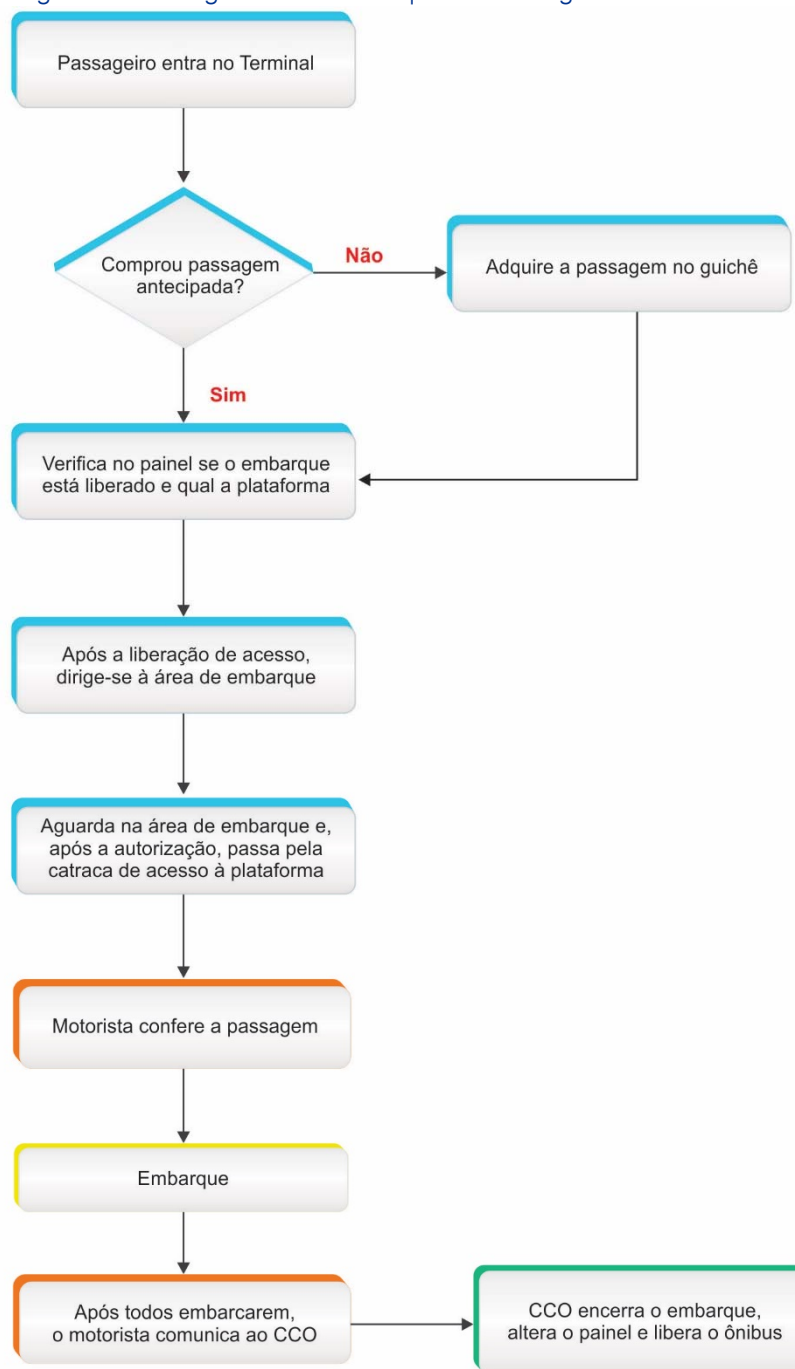 Passageiro entra no Terminal
Comprou passagem
antecipada?
Não
Adquire a passagem no guichê
Sim
Verifica no painel se o embarque
está liberado e qual a plataforma
Após a liberação de acesso,
dirige-se à área de embarque
Aguarda na área de embarque e,
após a autorização, passa pela
catraca de acesso à plataforma
Motorista confere a passagem
Embarque
Após todos embarcarem,
o motorista comunica ao CCO
CCO encerra o embarque,
altera o painel e libera o ônibus